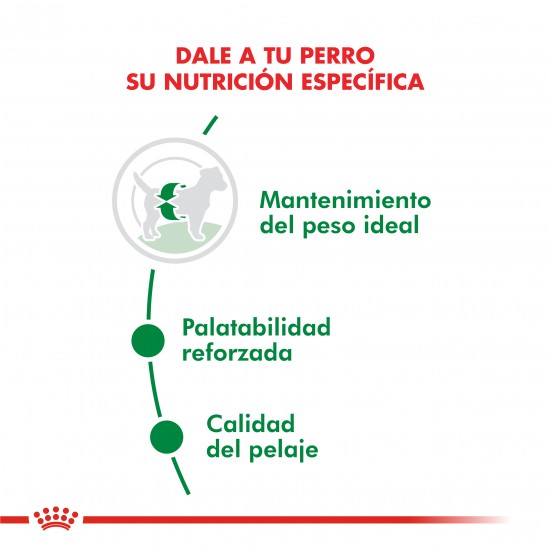 DALE A TU PERRO
SU NUTRICIÓN ESPECÍFICA
Mantenimiento
del peso ideal
Palatabilidad
reforzada
Calidad
del pelaje